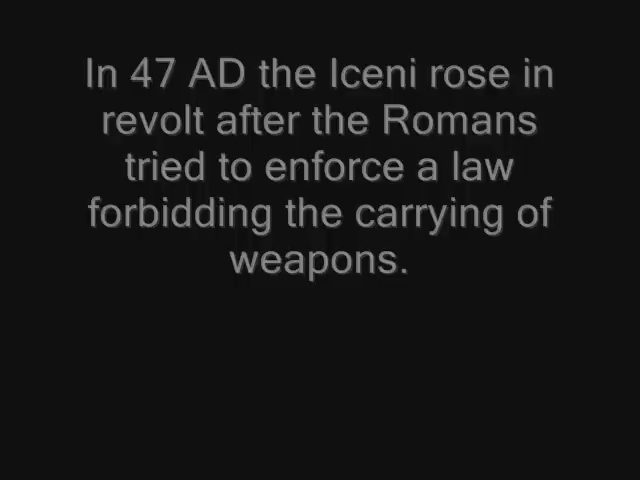 In 47 AD the Iceni rose in
revolt after the Romans
tried to enforce a law
forbidding the carrying of
weapons.